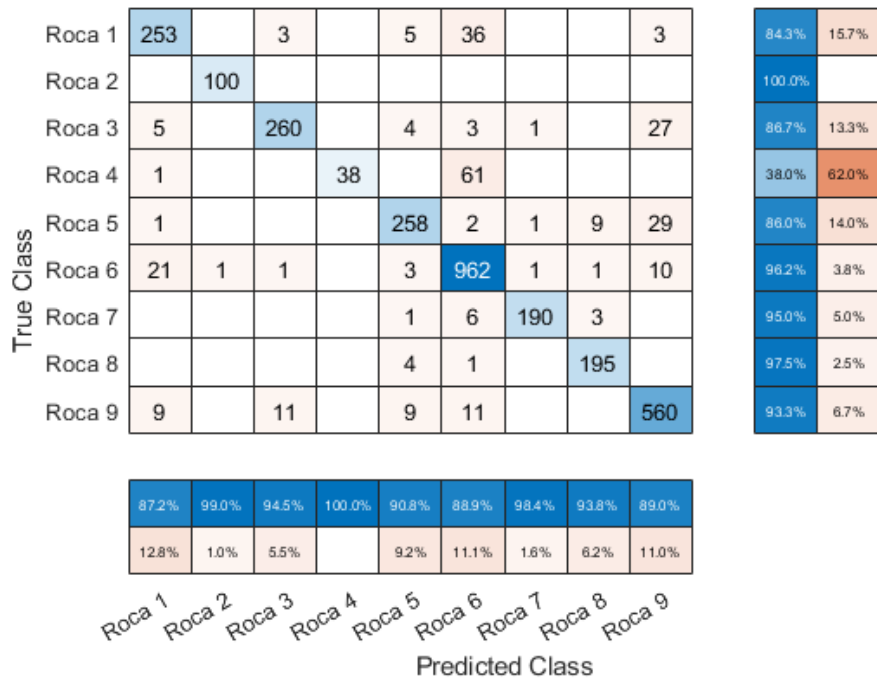 Roca 1 253 3 5 36 3 84.3% 15.7%
Roca 2 100 100.0%
Roca 3 5 260 4 3 1 27 86.7% 13.3%
Roca 4 1 38 61 38.0% 62.0%
Roca 5 1 258 2 1 9 29 86.0% 14.0%
Roca 6 21 1 1 3 962 1 1 10 96.2% 3.8%
Roca 7 1 6 190 3 95.0% 5.0%
Roca 8 4 1 195 97.5% 2.5%
Roca 9 9 11 9 11 560 93.3% 6.7%
True Class
87.2% 99.0% 94.5% 100.0% 90.8% 88.9% 98.4% 93.8% 89.0%
12.8% 1.0% 5.5% 9.2% 11.1% 1.6% 6.2% 11.0%
Roca 1 Roca 2 Roca 3 Roca 4 Roca 5 Roca 6 Roca 7 Roca 8 Roca 9
Predicted Class